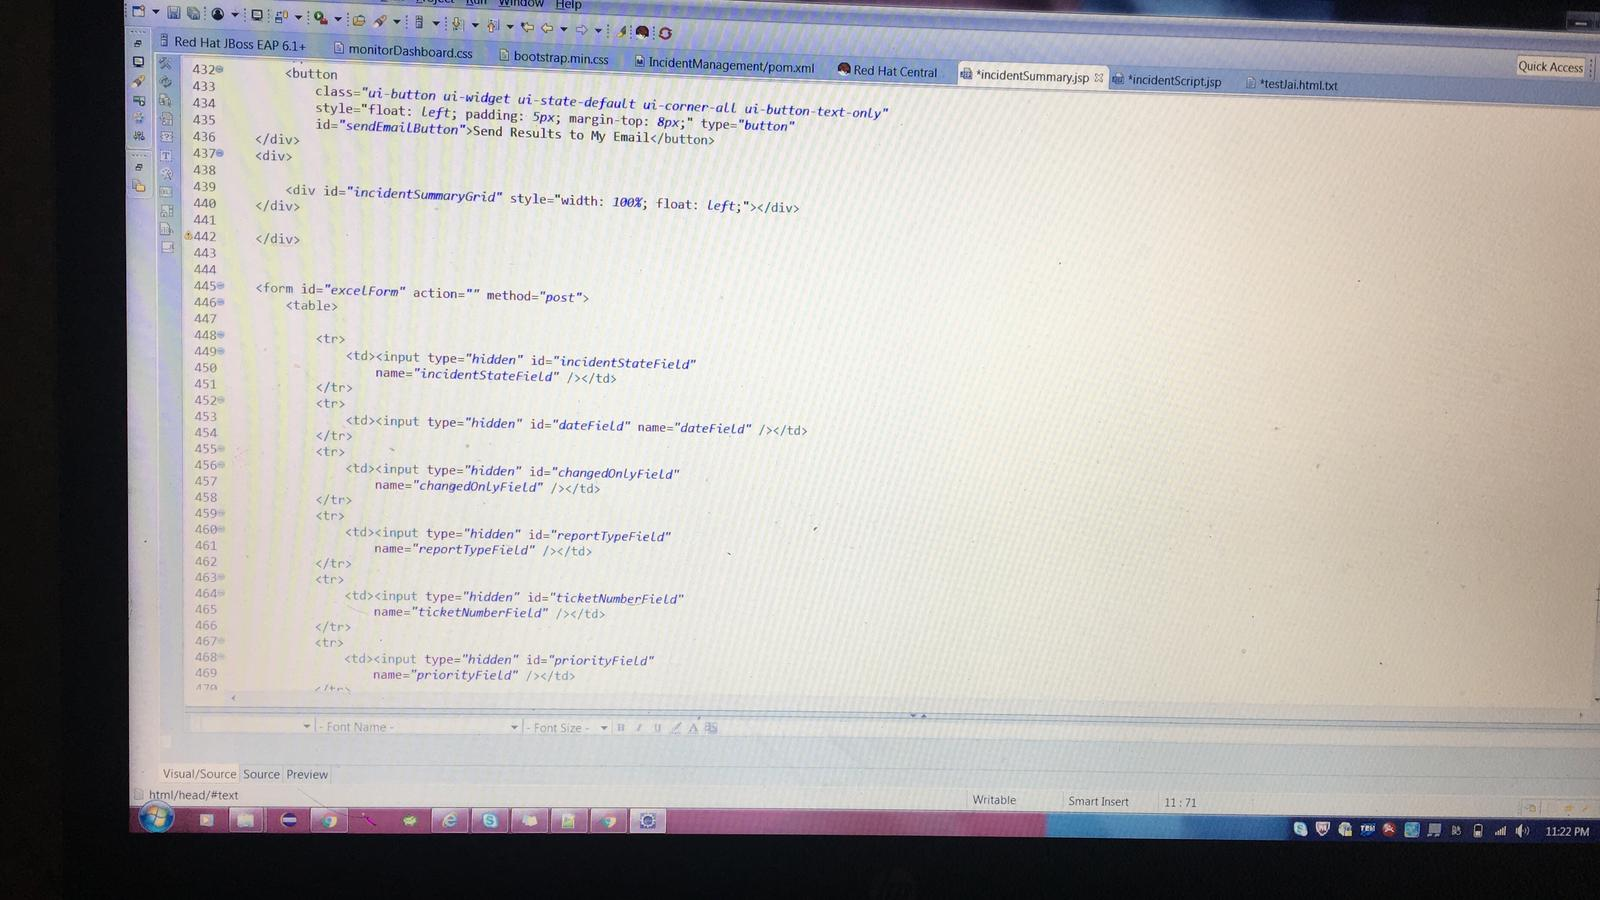 Run Window Help
Red Hat JBoss EAP 6.1+ monitorDashboard.css bootstrap.min.css IncidentManagement/pom.xml Red Hat Central *incidentSummary.jsp *incidentScript.jsp *testJai.html.txt Quick Access
432 <button
433 class="ui-button ui-widget ui-state-default ui-corner-all ui-button-text-only"
434 style="float: left; padding: 5px; margin-top: 8px;" type="button"
435 id="sendEmailButton">Send Results to My Email</button>
436 </div>
437 <div>
438
439 <div id="incidentSummaryGrid" style="width: 100%; float: left;"></div>
440 </div>
441
442 </div>
443
444
445 <form id="excelForm" action="" method="post">
446 <table>
447
448 <tr>
449 <td><input type="hidden" id="incidentStateField"
450 name="incidentStateField" /></td>
451 </tr>
452 <tr>
453 <td><input type="hidden" id="dateField" name="dateField" /></td>
454 </tr>
455 <tr>
456 <td><input type="hidden" id="changedOnlyField"
457 name="changedOnlyField" /></td>
458 </tr>
459 <tr>
460 <td><input type="hidden" id="reportTypeField"
461 name="reportTypeField" /></td>
462 </tr>
463 <tr>
464 <td><input type="hidden" id="ticketNumberField"
465 name="ticketNumberField" /></td>
466 </tr>
467 <tr>
468 <td><input type="hidden" id="priorityField"
469 name="priorityField" /></td>
470 </tr>
- Font Name - - Font Size - B I U A
Visual/Source Source Preview
html/head/#text Writable Smart Insert 11 : 71
11:22 PM